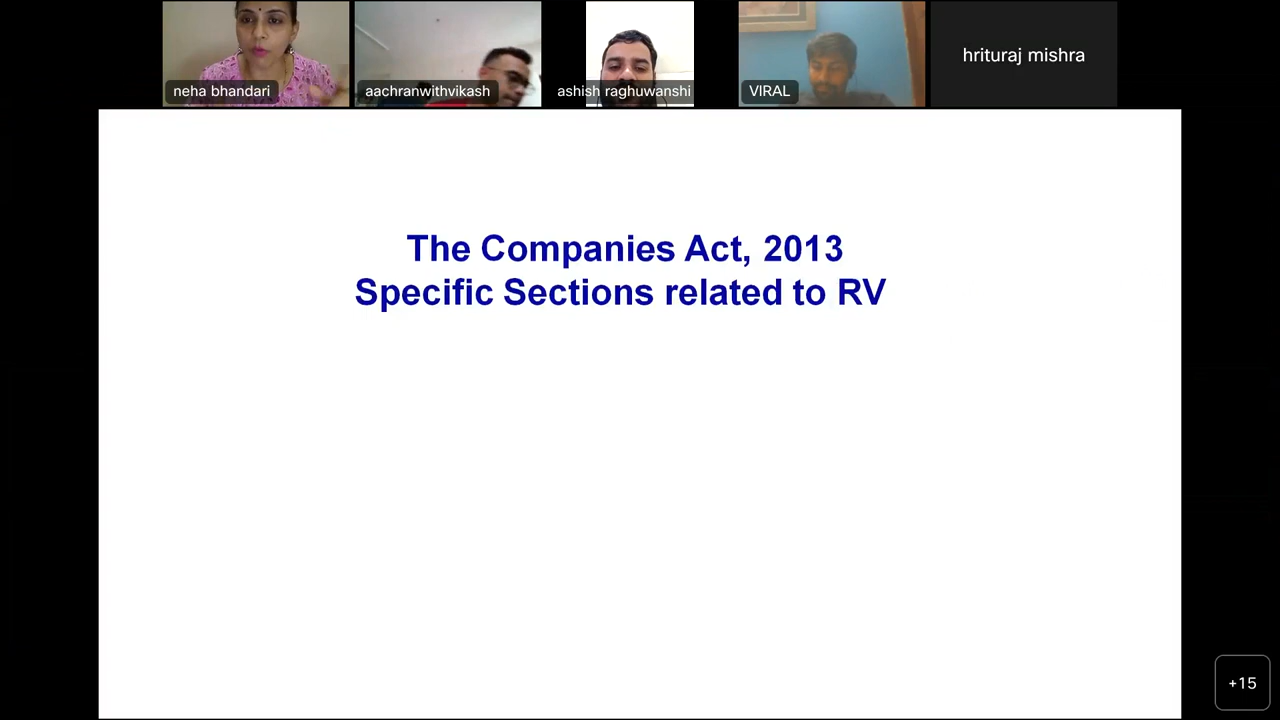 neha bhandari
aachranwithvikash
ashish raghuwanshi
VIRAL
hrituraj mishra
The Companies Act, 2013
Specific Sections related to RV
+15